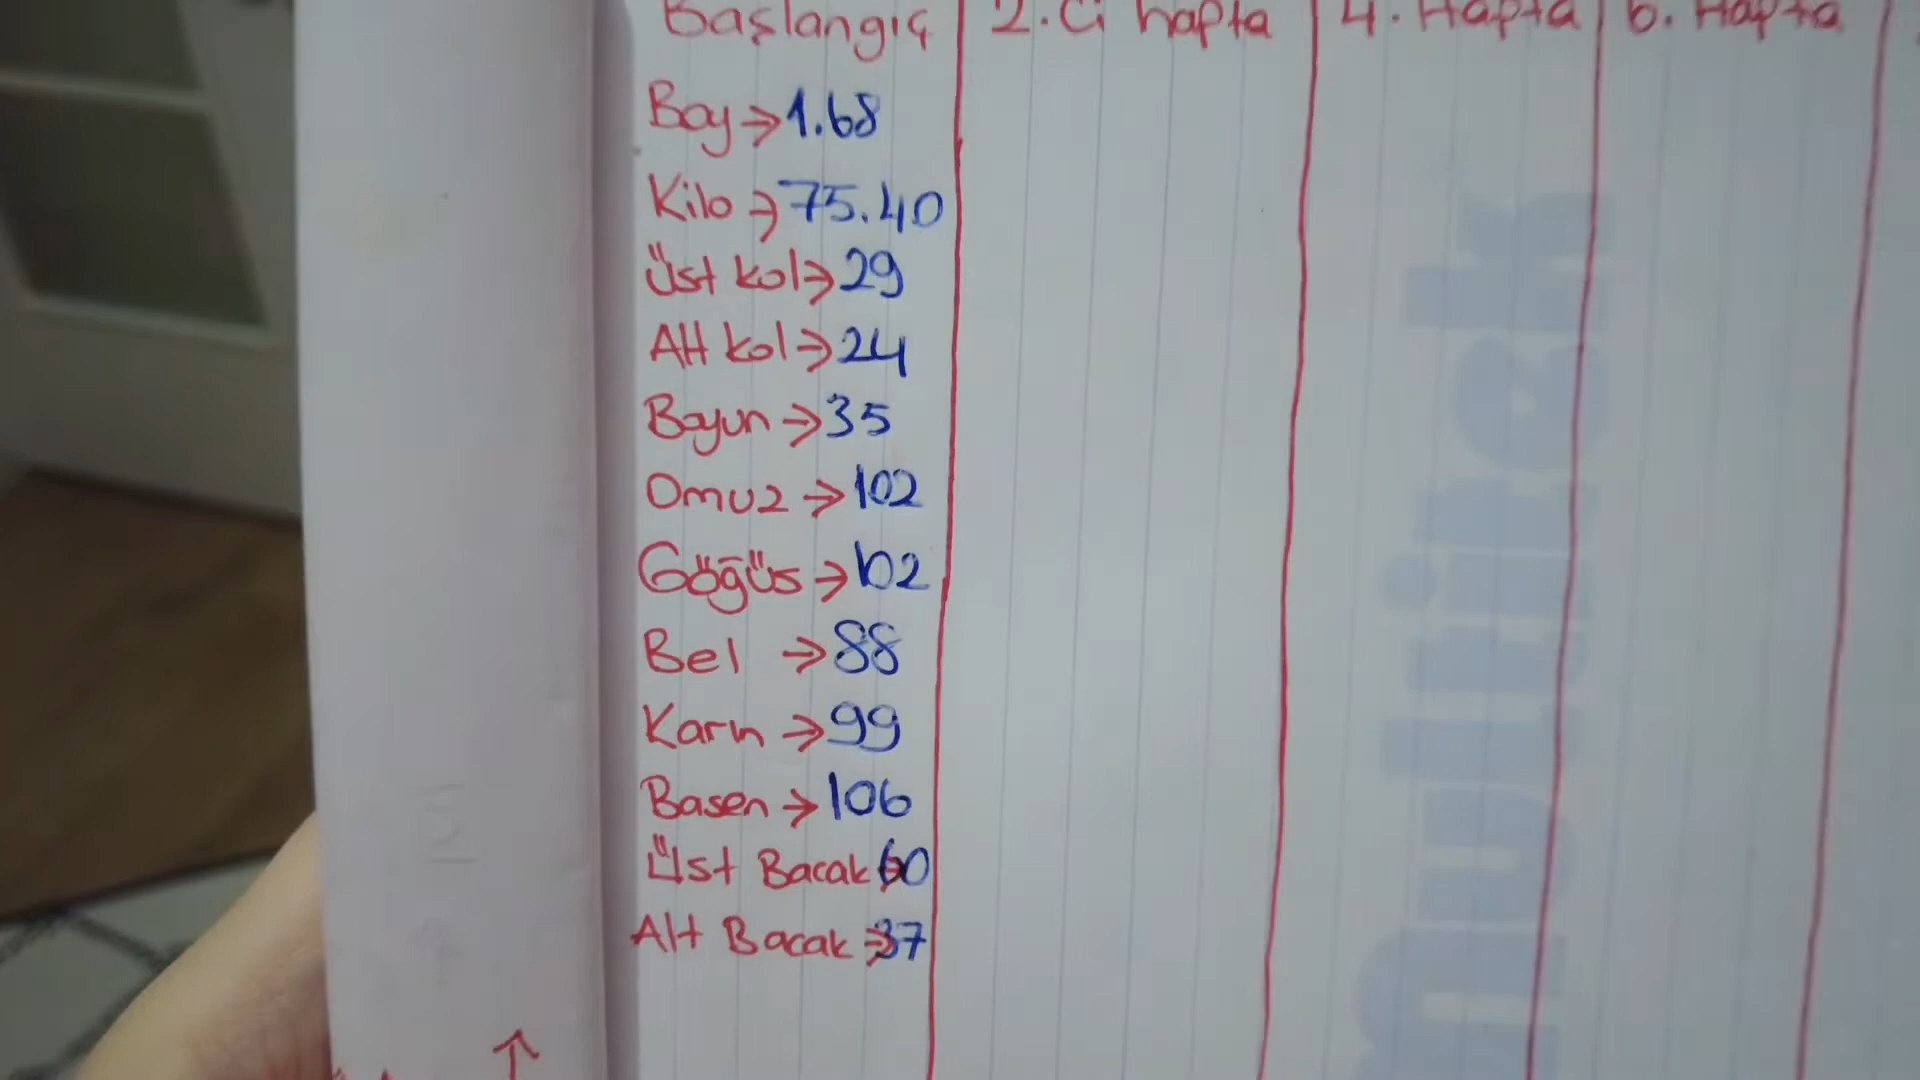 Başlangıç 2.Ci hafta 4. Hafta 6. Hafta
Boy → 1.68
Kilo → 75.40
Üst kol → 29
Alt kol → 24
Boyun → 35
Omuz → 102
Göğüs → 102
Bel → 88
Karın → 99
Basen → 106
Üst Bacak 60
Alt Bacak → 37
↑